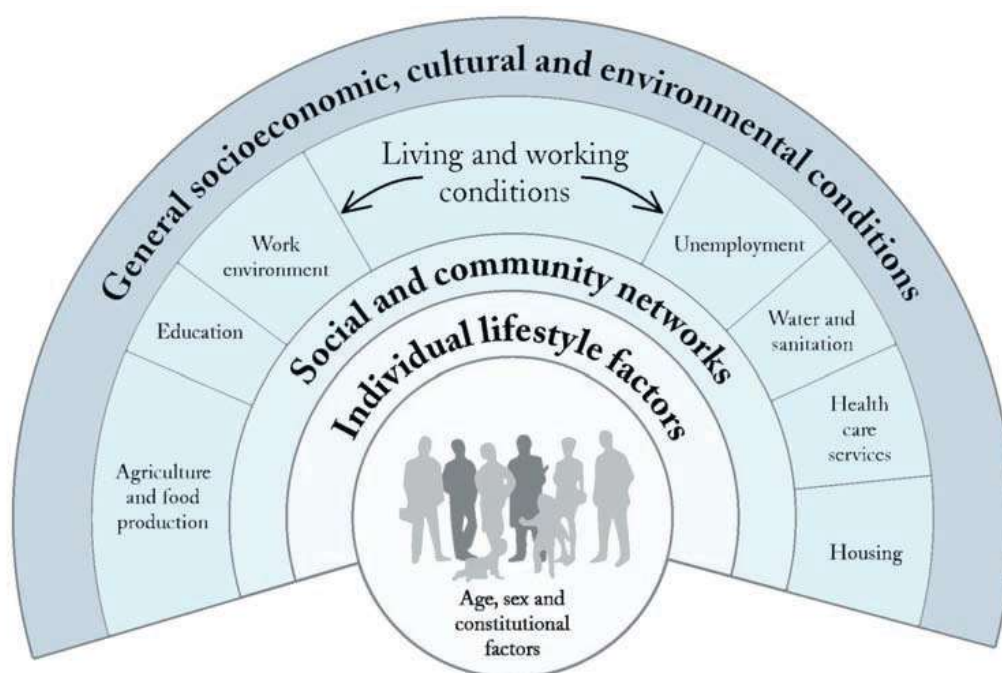 General socioeconomic, cultural and environmental conditions
Living and working
conditions
Agriculture
and food
production
Education
Work
environment
Unemployment
Water and
sanitation
Health
care
services
Housing
Social and community networks
Individual lifestyle factors
Age, sex and
constitutional
factors